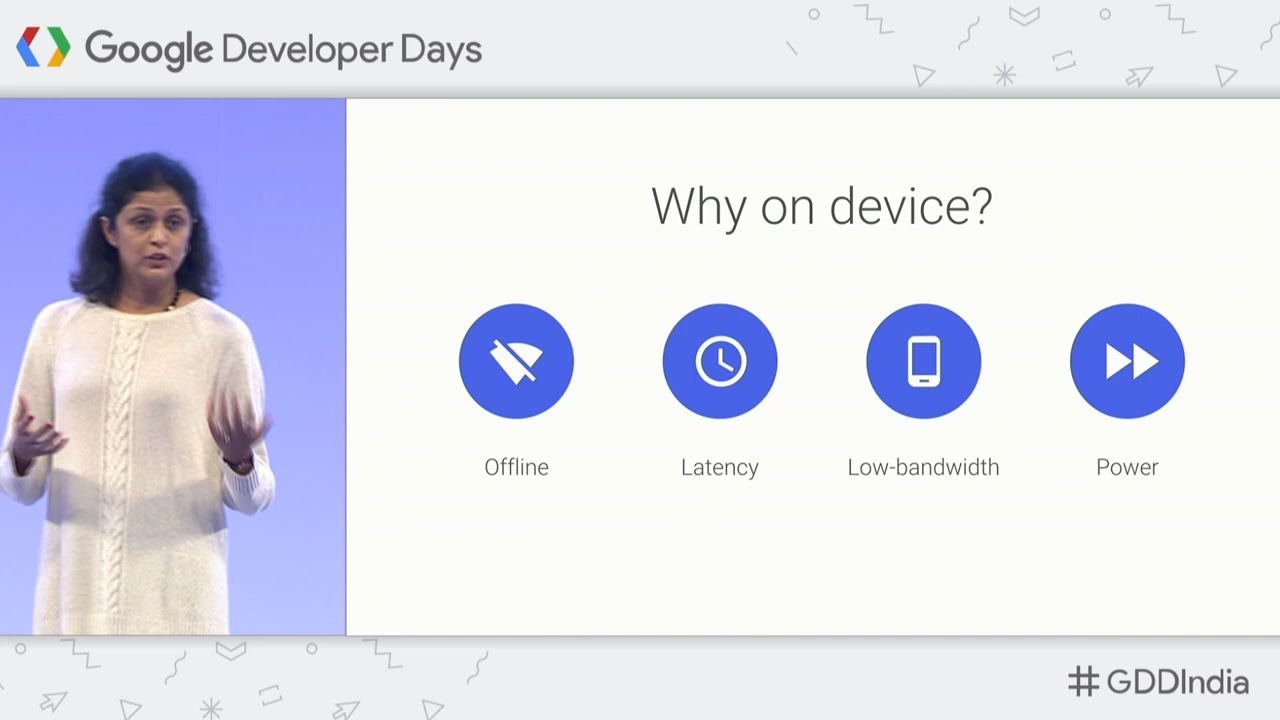 Google Developer Days
Why on device?
Offline
Latency
Low-bandwidth
Power
#GDDIndia